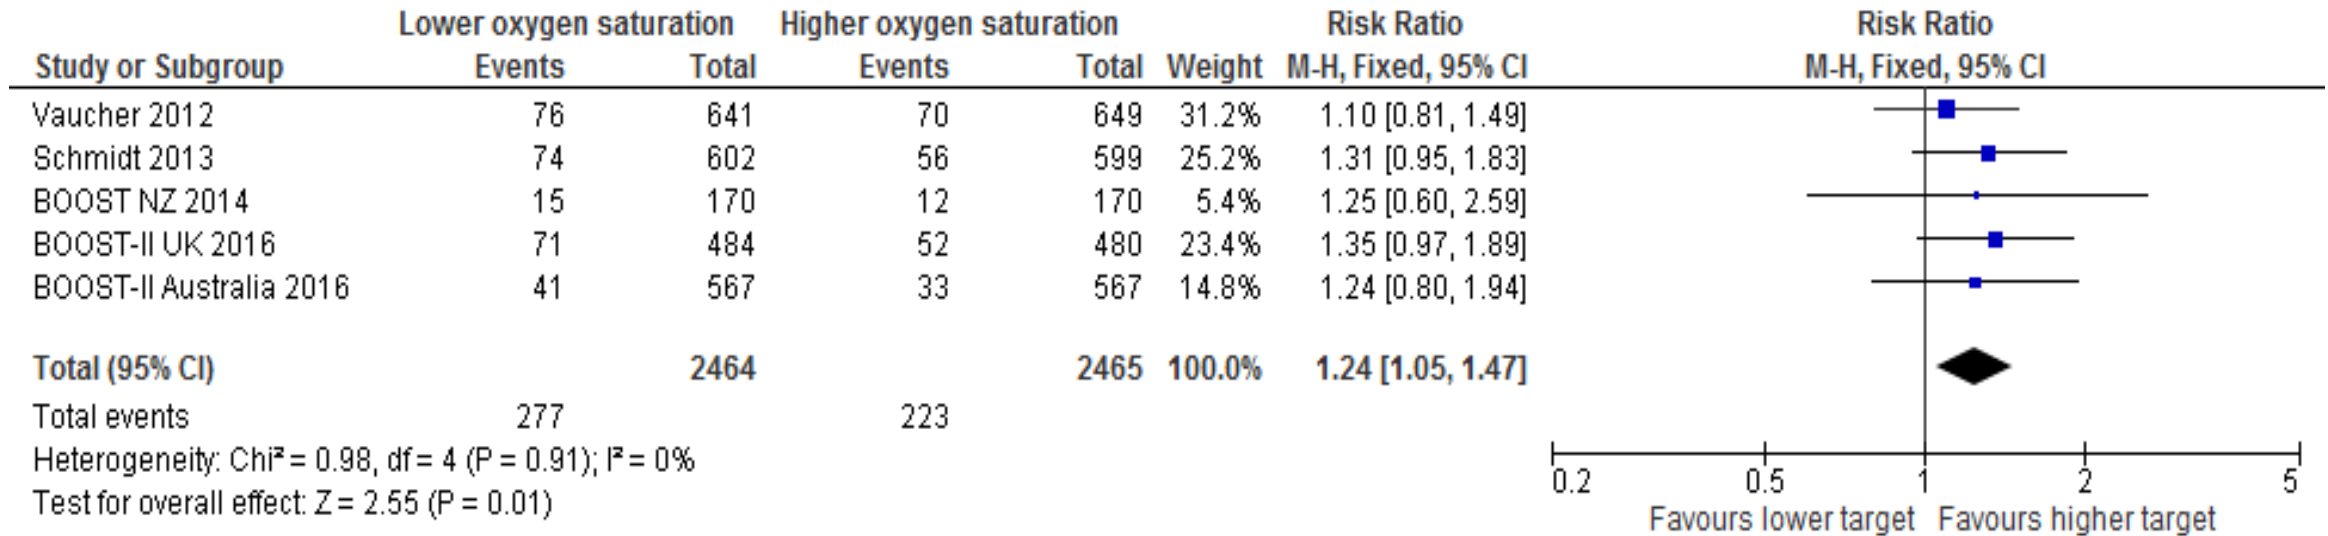 Lower oxygen saturation Higher oxygen saturation Risk Ratio Risk Ratio
Study or Subgroup Events Total Events Total Weight M-H, Fixed, 95% CI M-H, Fixed, 95% CI
Vaucher 2012 76 641 70 649 31.2% 1.10 [0.81, 1.49]
Schmidt 2013 74 602 56 599 25.2% 1.31 [0.95, 1.83]
BOOST NZ 2014 15 170 12 170 5.4% 1.25 [0.60, 2.59]
BOOST-II UK 2016 71 484 52 480 23.4% 1.35 [0.97, 1.89]
BOOST-II Australia 2016 41 567 33 567 14.8% 1.24 [0.80, 1.94]
Total (95% CI) 2464 2465 100.0% 1.24 [1.05, 1.47]
Total events 277 223
Heterogeneity: Chi² = 0.98, df = 4 (P = 0.91); I² = 0%
Test for overall effect: Z = 2.55 (P = 0.01)
0.2 0.5 1 2 5
Favours lower target Favours higher target